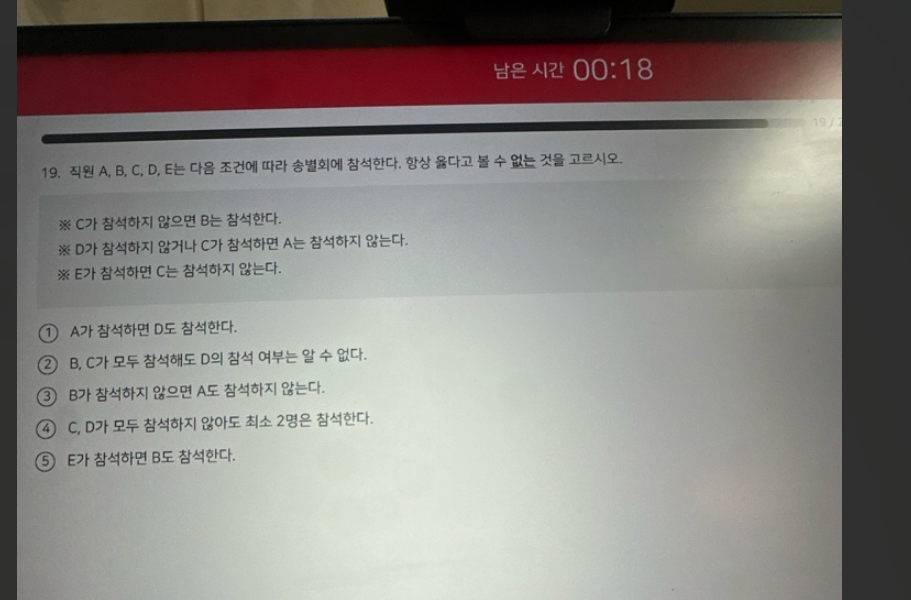 남은 시간 00:18
19. 직원 A, B, C, D, E는 다음 조건에 따라 송별회에 참석한다. 항상 옳다고 볼 수 없는 것을 고르시오.
※ C가 참석하지 않으면 B는 참석한다.
※ D가 참석하지 않거나 C가 참석하면 A는 참석하지 않는다.
※ E가 참석하면 C는 참석하지 않는다.
① A가 참석하면 D도 참석한다.
② B, C가 모두 참석해도 D의 참석 여부는 알 수 없다.
③ B가 참석하지 않으면 A도 참석하지 않는다.
④ C, D가 모두 참석하지 않아도 최소 2명은 참석한다.
⑤ E가 참석하면 B도 참석한다.